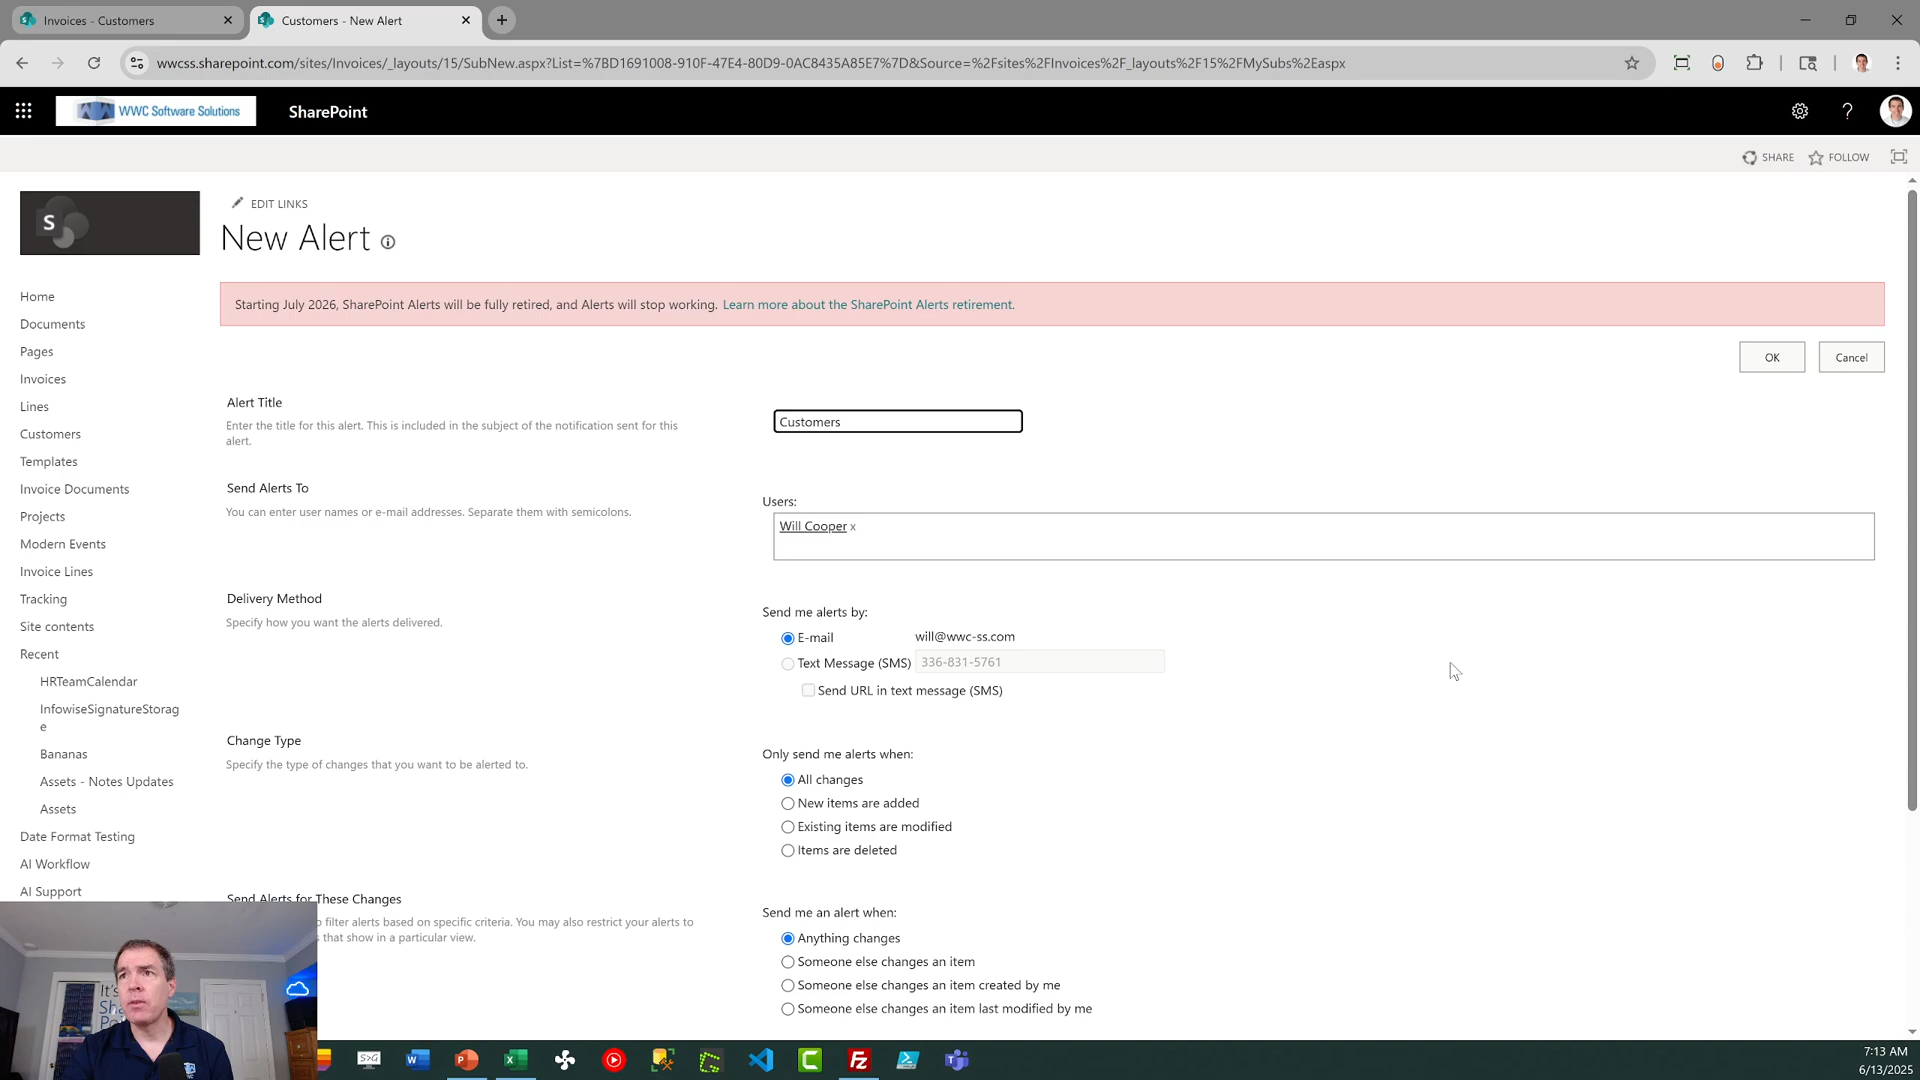 Invoices - Customers
Customers - New Alert
wwcss.sharepoint.com/sites/Invoices/_layouts/15/SubNew.aspx?List=%7BD1691008-910F-47E4-80D9-0AC8435A85E7%7D&Source=%2Fsites%2FInvoices%2F_layouts%2F15%2FMySubs%2Easpx
WWC Software Solutions
SharePoint
SHARE
FOLLOW
S
EDIT LINKS
New Alert
Starting July 2026, SharePoint Alerts will be fully retired, and Alerts will stop working. Learn more about the SharePoint Alerts retirement.
OK
Cancel
Home
Documents
Pages
Invoices
Lines
Customers
Templates
Invoice Documents
Projects
Modern Events
Invoice Lines
Tracking
Site contents
Recent
HRTeamCalendar
InfowiseSignatureStorag
e
Bananas
Assets - Notes Updates
Assets
Date Format Testing
AI Workflow
AI Support
Alert Title
Enter the title for this alert. This is included in the subject of the notification sent for this
alert.
Customers
Send Alerts To
You can enter user names or e-mail addresses. Separate them with semicolons.
Users:
Will Cooper x
Delivery Method
Specify how you want the alerts delivered.
Send me alerts by:
E-mail will@wwc-ss.com
Text Message (SMS) 336-831-5761
Send URL in text message (SMS)
Change Type
Specify the type of changes that you want to be alerted to.
Only send me alerts when:
All changes
New items are added
Existing items are modified
Items are deleted
Send Alerts for These Changes
filter alerts based on specific criteria. You may also restrict your alerts to
that show in a particular view.
Send me an alert when:
Anything changes
Someone else changes an item
Someone else changes an item created by me
Someone else changes an item last modified by me
It's
Sha
Poi
7:13 AM
6/13/2025